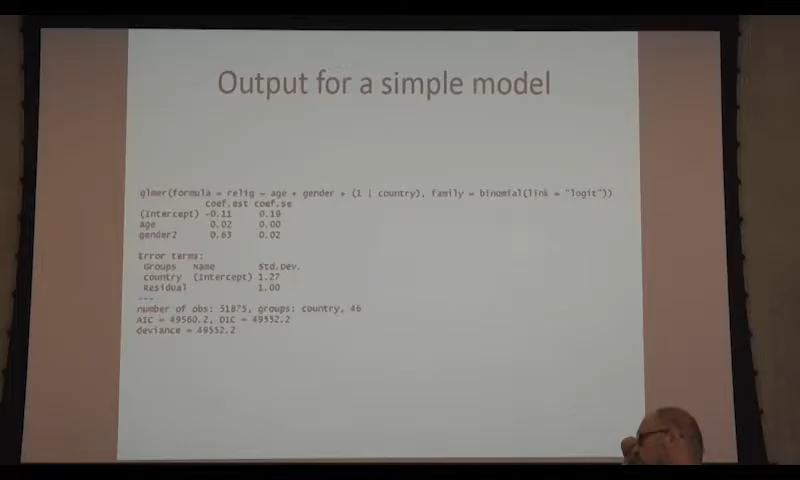 Output for a simple model
glmer(formula = relig ~ age + gender + (1 | country), family = binomial(link = "logit"))
coef.est coef.se
(Intercept) -0.11 0.19
age 0.02 0.00
gender2 0.63 0.02
Error terms:
Groups Name Std.Dev.
country (Intercept) 1.27
Residual 1.00
---
number of obs: 51875, groups: country, 46
AIC = 49560.2, DIC = 49552.2
deviance = 49552.2